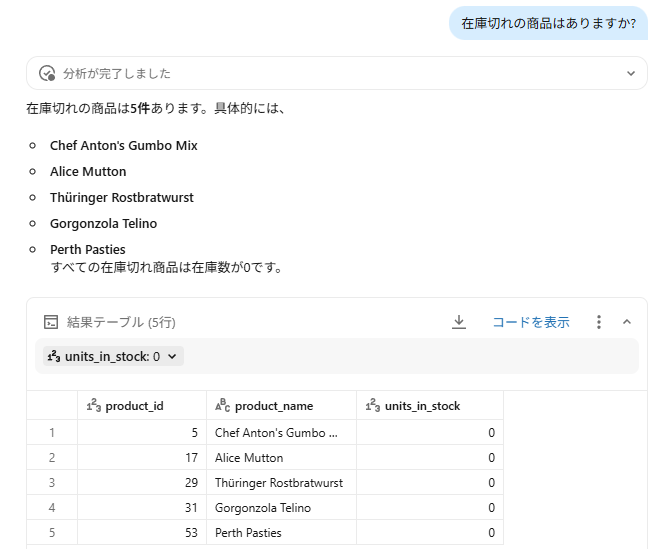 在庫切れの商品はありますか?
分析が完了しました
在庫切れの商品は5件あります。具体的には、
Chef Anton's Gumbo Mix
Alice Mutton
Thüringer Rostbratwurst
Gorgonzola Telino
Perth Pasties
すべての在庫切れ商品は在庫数が0です。
結果テーブル (5行) コードを表示
123 units_in_stock: 0
123 product_id ABC product_name 123 units_in_stock
1 5 Chef Anton's Gumbo ... 0
2 17 Alice Mutton 0
3 29 Thüringer Rostbratwurst 0
4 31 Gorgonzola Telino 0
5 53 Perth Pasties 0